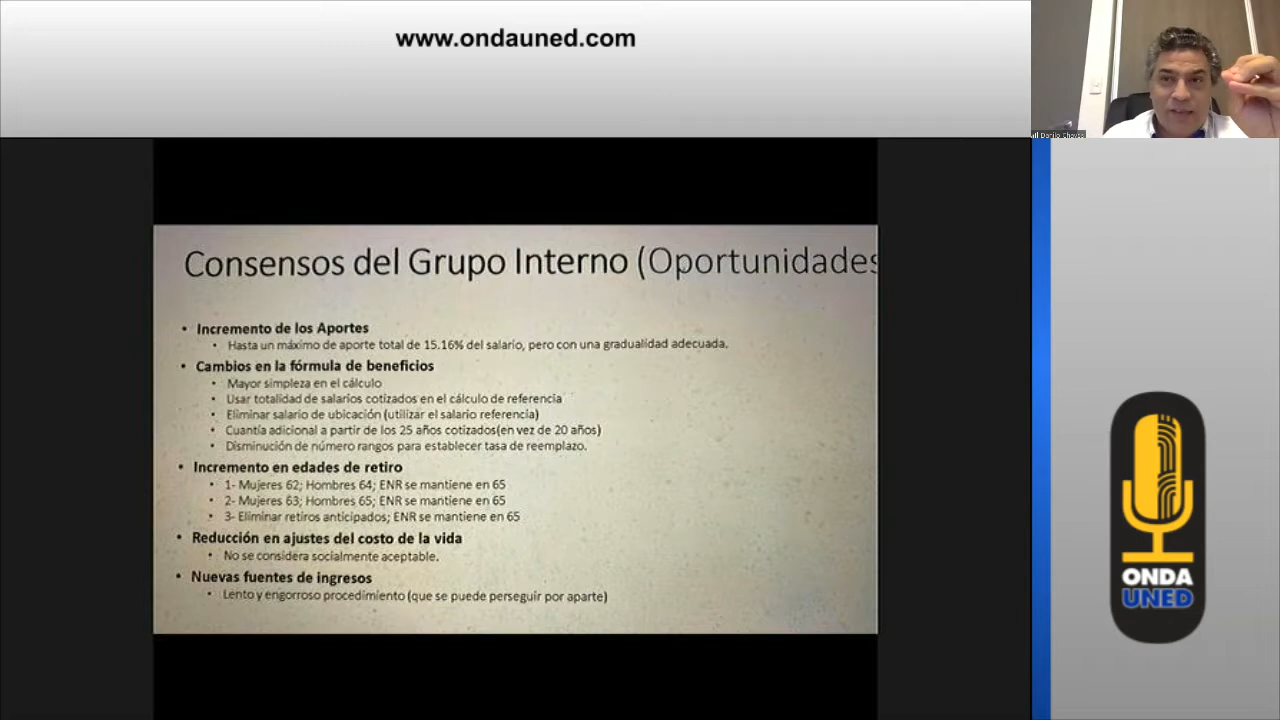 www.ondauned.com
Consensos del Grupo Interno (Oportunidades
• Incremento de los Aportes
• Hasta un máximo de aporte total de 15.16% del salario, pero con una gradualidad adecuada.
• Cambios en la fórmula de beneficios
• Mayor simpleza en el cálculo
• Usar totalidad de salarios cotizados en el cálculo de referencia
• Eliminar salario de ubicación (utilizar el salario referencia)
• Cuantía adicional a partir de los 25 años cotizados(en vez de 20 años)
• Disminución de número rangos para establecer tasa de reemplazo.
• Incremento en edades de retiro
• 1- Mujeres 62; Hombres 64; ENR se mantiene en 65
• 2- Mujeres 63; Hombres 65; ENR se mantiene en 65
• 3- Eliminar retiros anticipados; ENR se mantiene en 65
• Reducción en ajustes del costo de la vida
• No se considera socialmente aceptable.
• Nuevas fuentes de ingresos
• Lento y engorroso procedimiento (que se puede perseguir por aparte)
ONDA
UNED